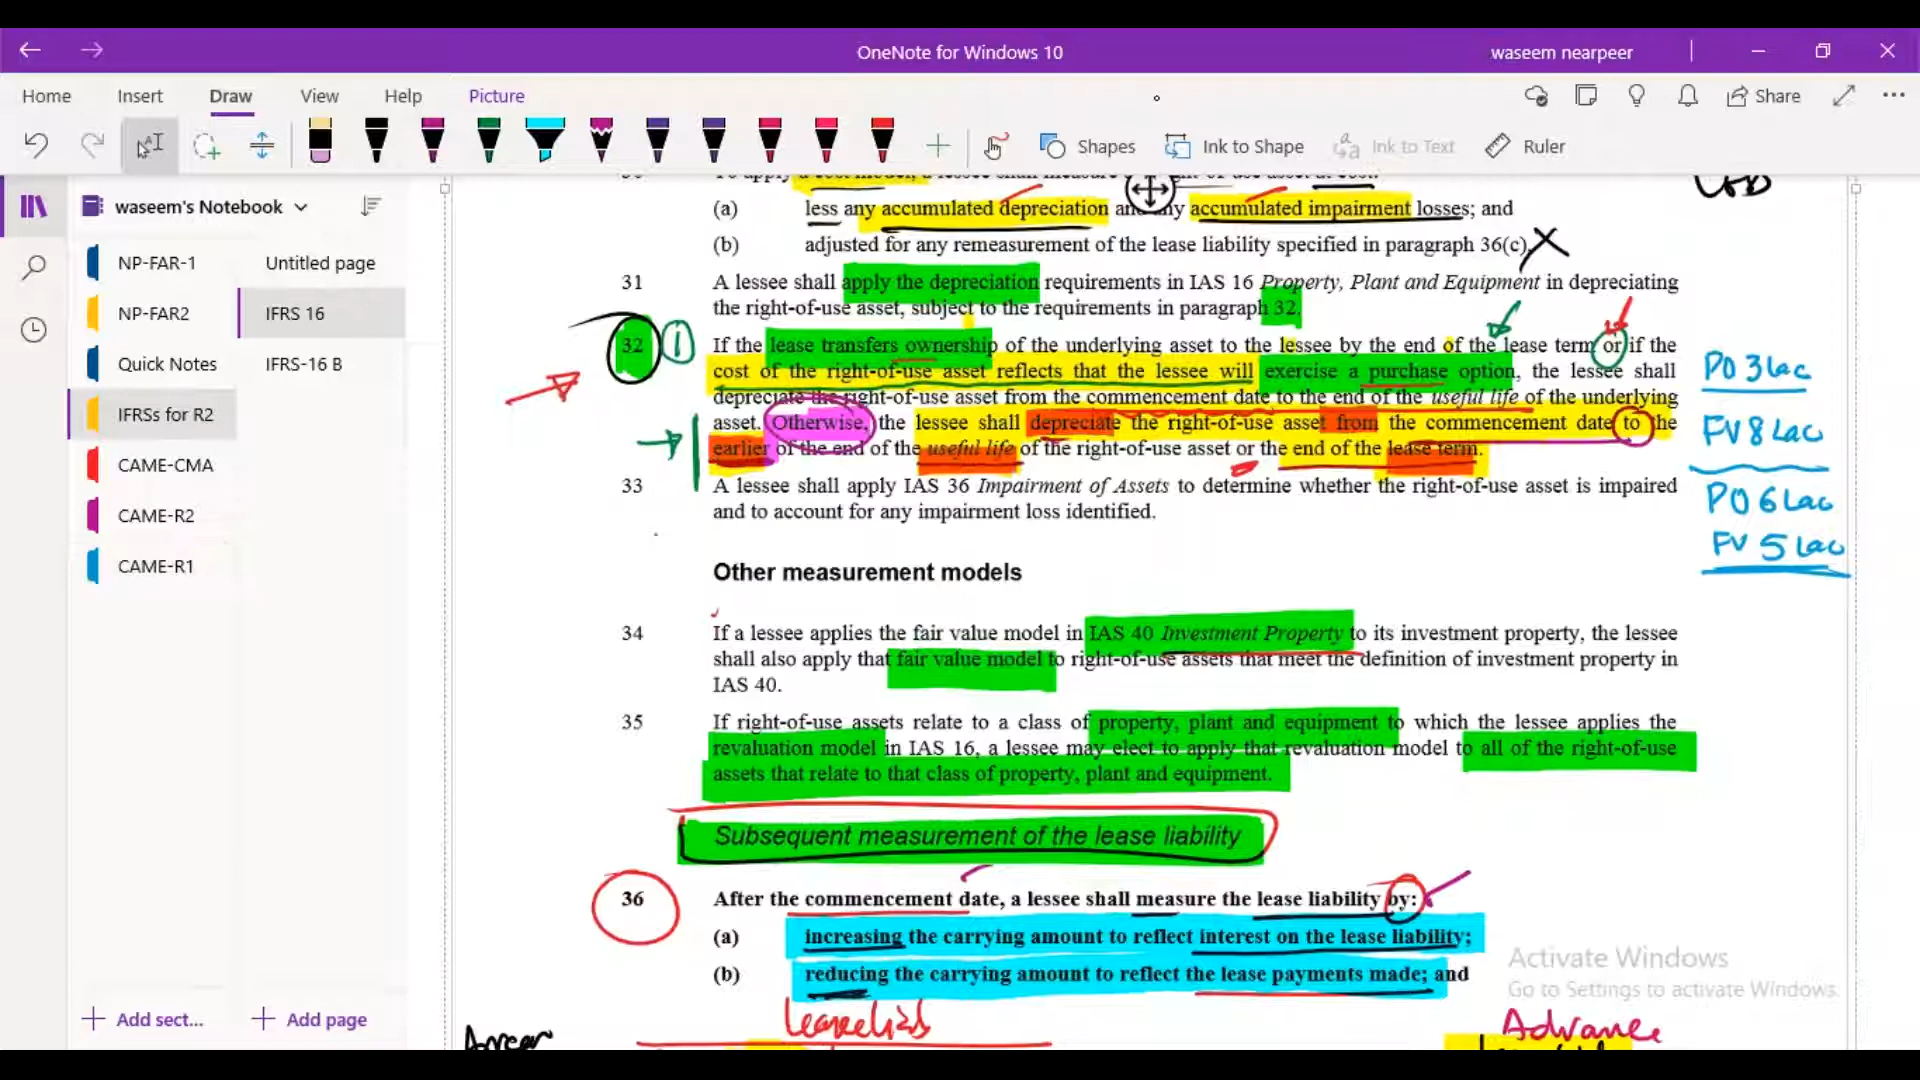 OneNote for Windows 10
waseem nearpeer
Home Insert Draw View Help Picture
Share
Shapes Ink to Shape Ink to Text Ruler
waseem's Notebook
NP-FAR-1
NP-FAR2
Quick Notes
IFRSs for R2
CAME-CMA
CAME-R2
CAME-R1
Untitled page
IFRS 16
IFRS-16 B
Add sect...
Add page
(a) less any accumulated depreciation and any accumulated impairment losses; and
(b) adjusted for any remeasurement of the lease liability specified in paragraph 36(c).
31 A lessee shall apply the depreciation requirements in IAS 16 Property, Plant and Equipment in depreciating
the right-of-use asset, subject to the requirements in paragraph 32.
32 1 If the lease transfers ownership of the underlying asset to the lessee by the end of the lease term or if the
cost of the right-of-use asset reflects that the lessee will exercise a purchase option, the lessee shall
depreciate the right-of-use asset from the commencement date to the end of the useful life of the underlying
asset. Otherwise, the lessee shall depreciate the right-of-use asset from the commencement date to the
earlier of the end of the useful life of the right-of-use asset or the end of the lease term.
33 A lessee shall apply IAS 36 Impairment of Assets to determine whether the right-of-use asset is impaired
and to account for any impairment loss identified.
PO 3 Lac
FV 8 Lac
PO 6 Lac
FV 5 Lac
Other measurement models
34 If a lessee applies the fair value model in IAS 40 Investment Property to its investment property, the lessee
shall also apply that fair value model to right-of-use assets that meet the definition of investment property in
IAS 40.
35 If right-of-use assets relate to a class of property, plant and equipment to which the lessee applies the
revaluation model in IAS 16, a lessee may elect to apply that revaluation model to all of the right-of-use
assets that relate to that class of property, plant and equipment.
Subsequent measurement of the lease liability
36 After the commencement date, a lessee shall measure the lease liability by:
(a) increasing the carrying amount to reflect interest on the lease liability;
(b) reducing the carrying amount to reflect the lease payments made; and
Activate Windows
Go to Settings to activate Windows.
Advance